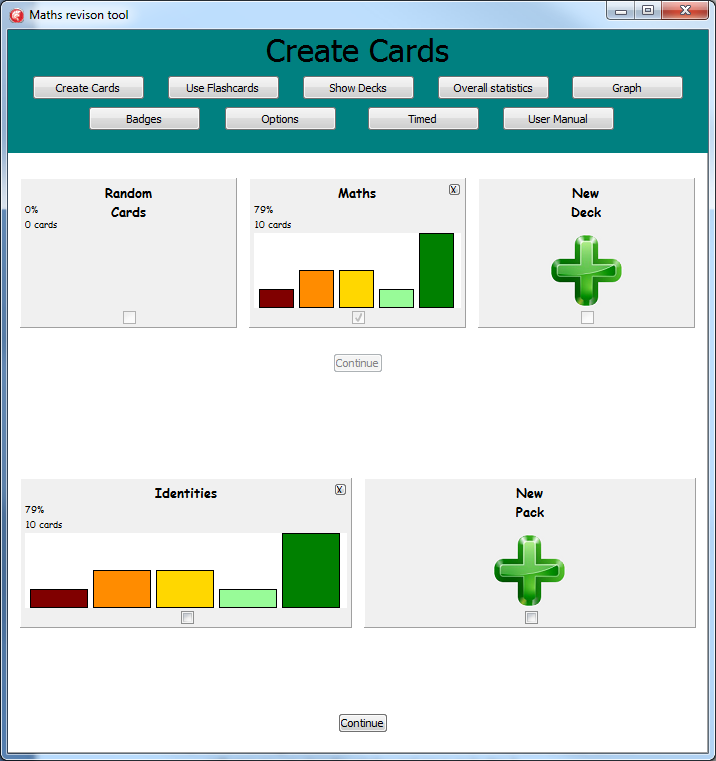 Maths revison tool
Create Cards
Create Cards
Use Flashcards
Show Decks
Overall statistics
Graph
Badges
Options
Timed
User Manual
Random
Cards
0%
0 cards
Maths
X
79%
10 cards
New
Deck
Continue
Identities
X
79%
10 cards
New
Pack
Continue